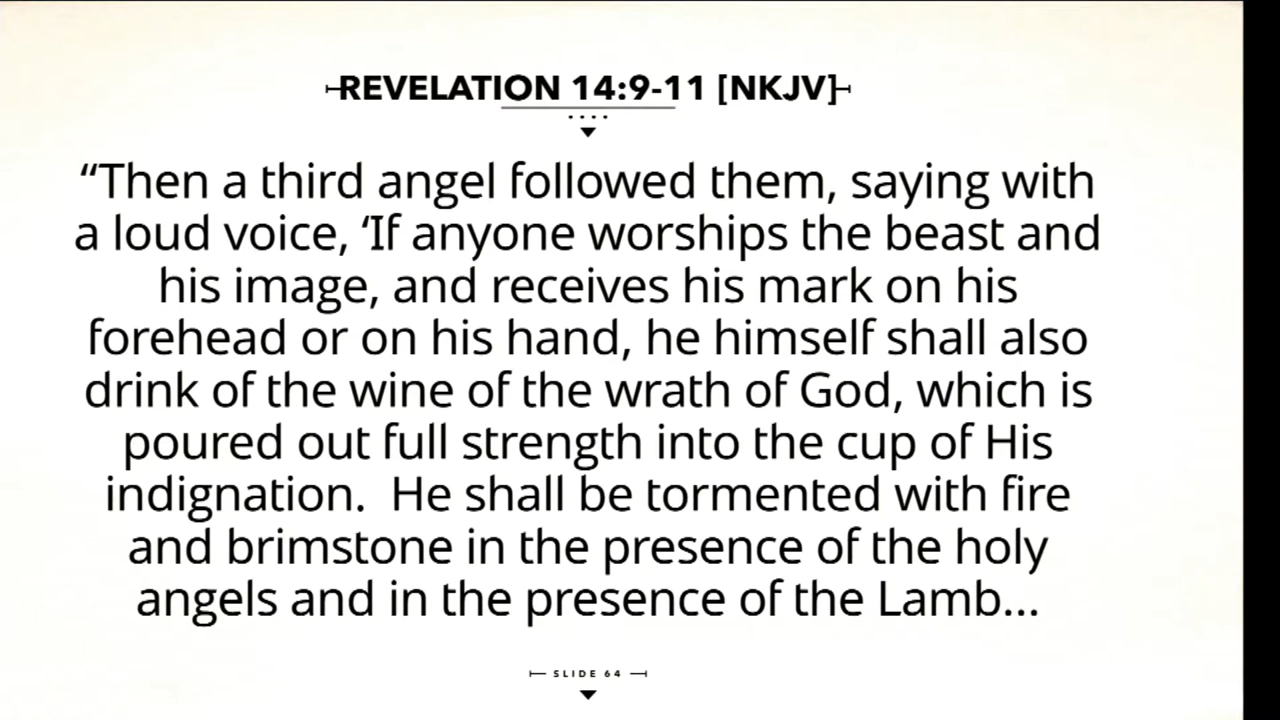 REVELATION 14:9-11 [NKJV]
“Then a third angel followed them, saying with
a loud voice, ‘If anyone worships the beast and
his image, and receives his mark on his
forehead or on his hand, he himself shall also
drink of the wine of the wrath of God, which is
poured out full strength into the cup of His
indignation.  He shall be tormented with fire
and brimstone in the presence of the holy
angels and in the presence of the Lamb...
SLIDE 64